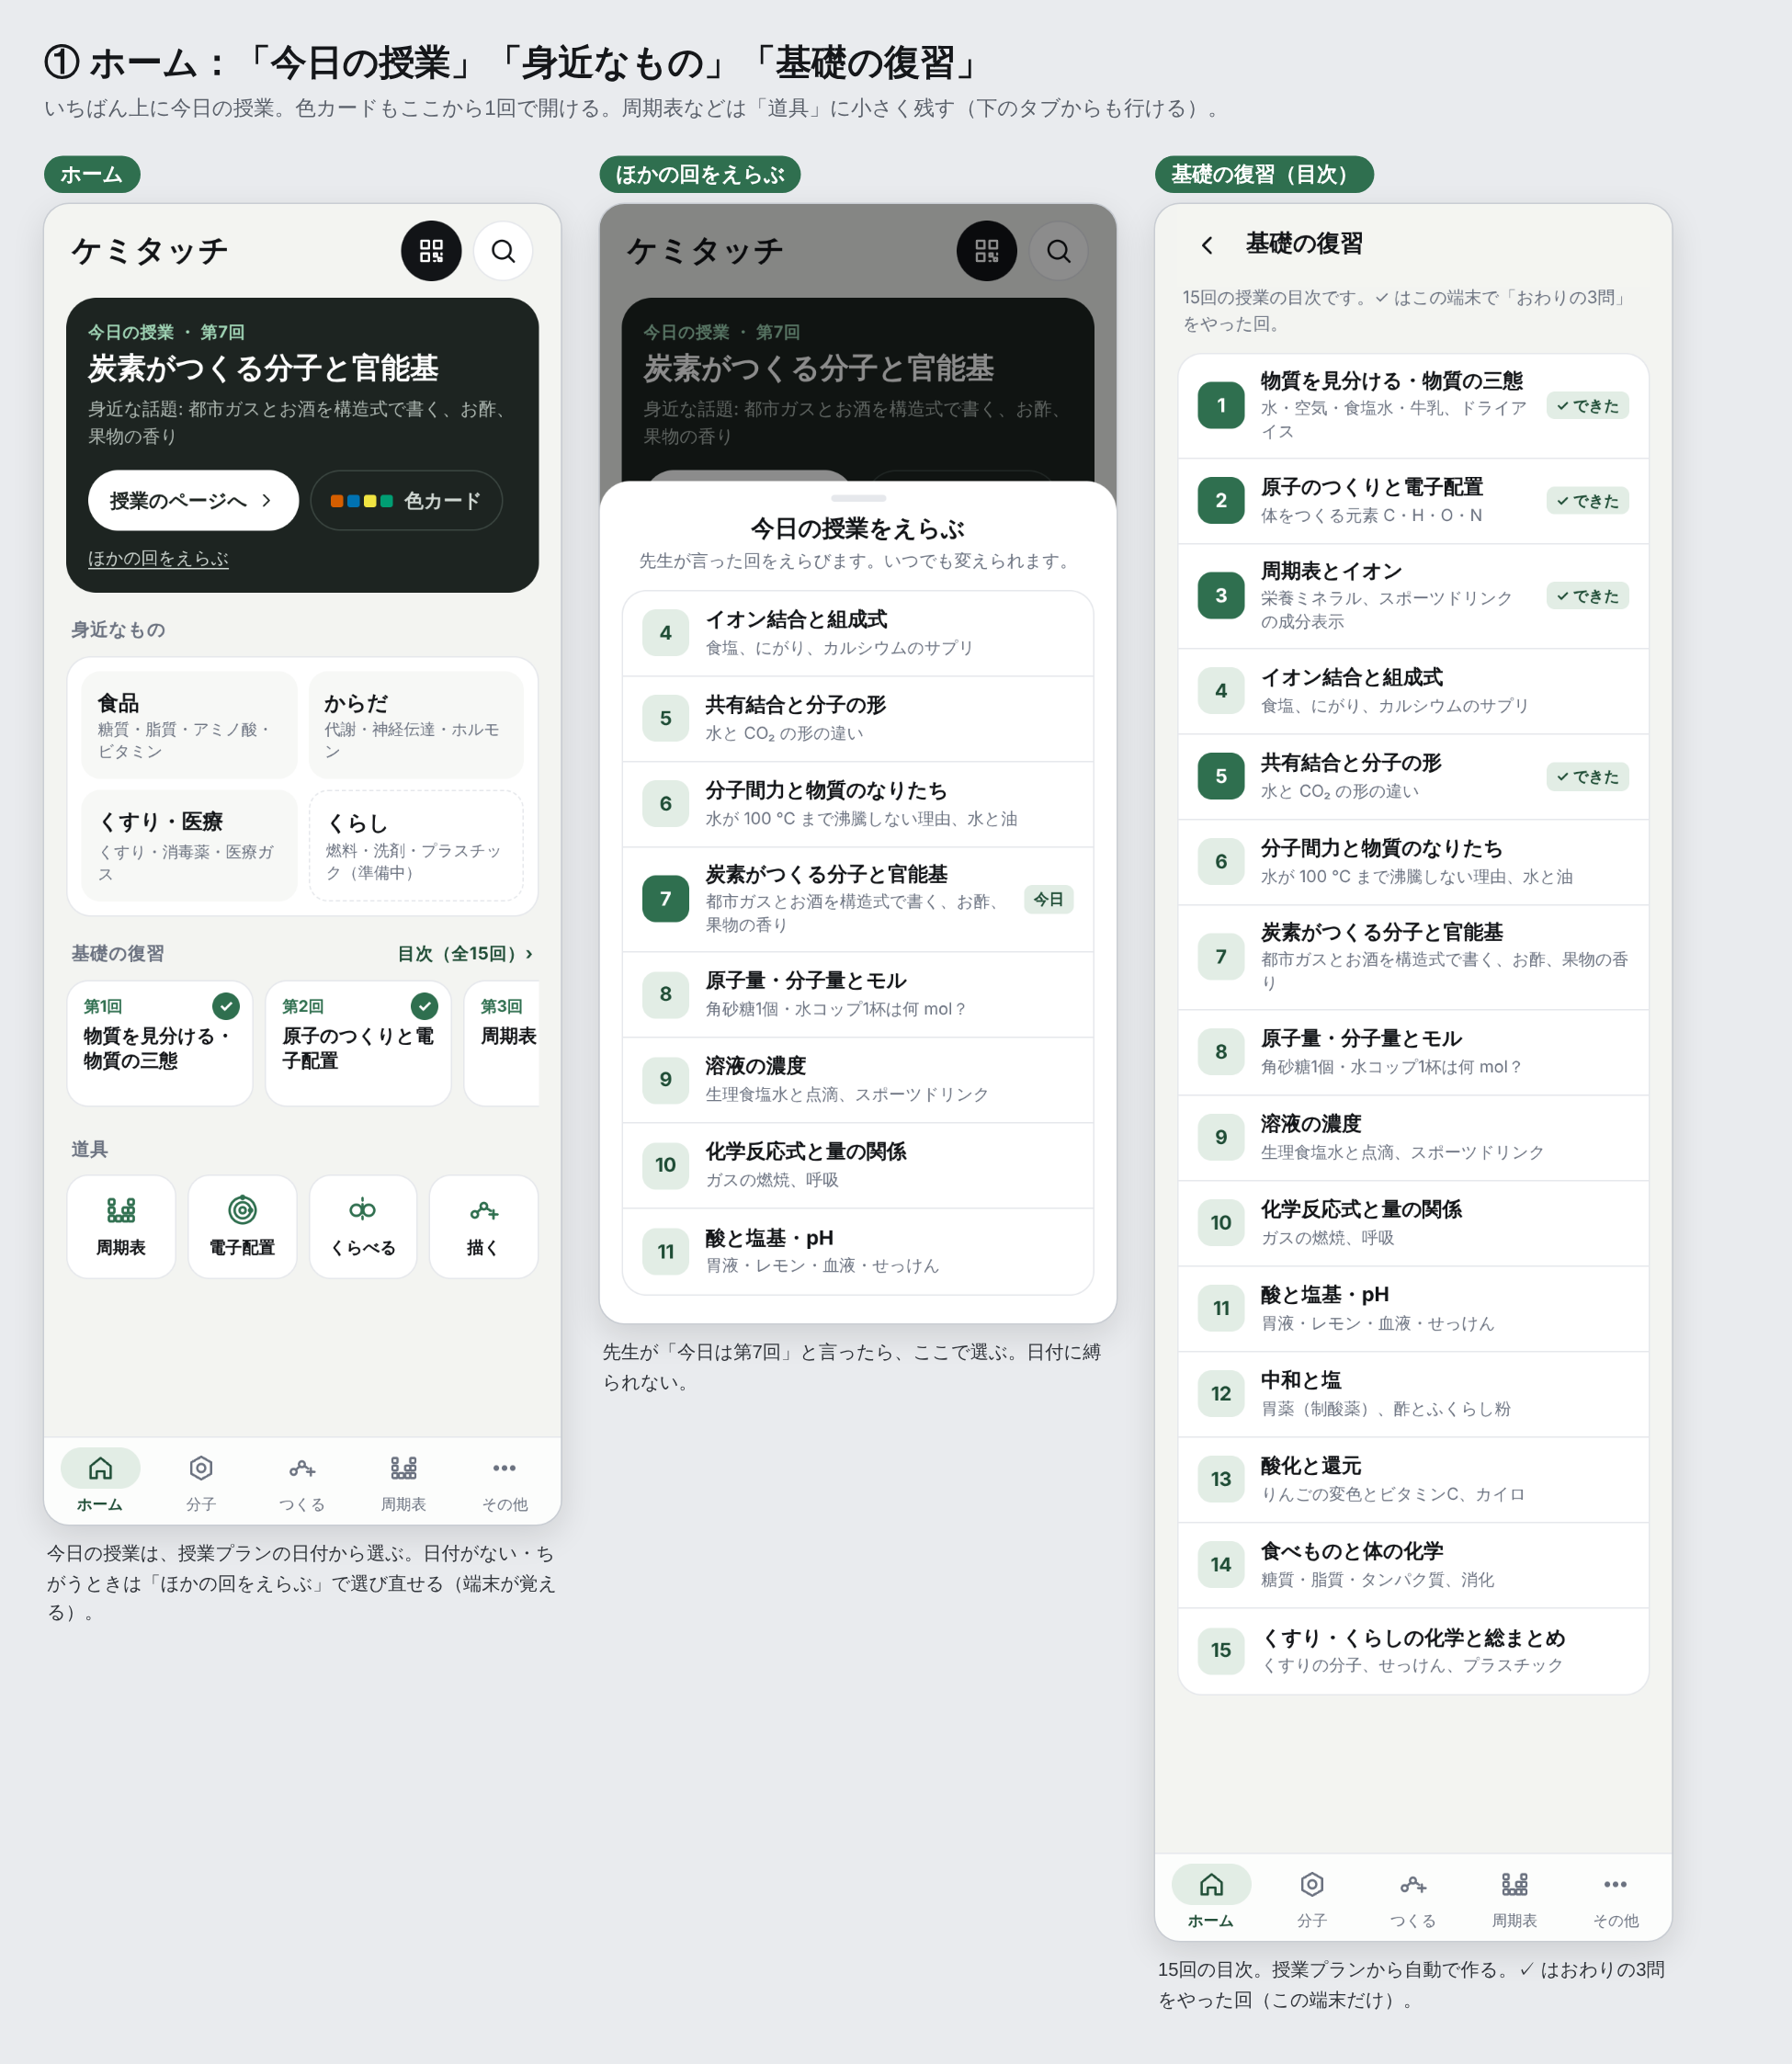 ① ホーム：「今日の授業」「身近なもの」「基礎の復習」
いちばん上に今日の授業。色カードもここから1回で開ける。周期表などは「道具」に小さく残す（下のタブからも行ける）。
ホーム
ケミタッチ
今日の授業 ・ 第7回
炭素がつくる分子と官能基
身近な話題: 都市ガスとお酒を構造式で書く、お酢、
果物の香り
授業のページへ
色カード
ほかの回をえらぶ
身近なもの
食品
糖質・脂質・アミノ酸・
ビタミン
からだ
代謝・神経伝達・ホルモ
ン
くすり・医療
くすり・消毒薬・医療ガ
ス
くらし
燃料・洗剤・プラスチッ
ク（準備中）
基礎の復習
目次（全15回）›
第1回
物質を見分ける・
物質の三態
第2回
原子のつくりと電
子配置
第3回
周期表
道具
周期表
電子配置
くらべる
描く
ホーム
分子
つくる
周期表
その他
今日の授業は、授業プランの日付から選ぶ。日付がない・ち
がうときは「ほかの回をえらぶ」で選び直せる（端末が覚え
る）。
ほかの回をえらぶ
ケミタッチ
今日の授業 ・ 第7回
炭素がつくる分子と官能基
身近な話題: 都市ガスとお酒を構造式で書く、お酢、
果物の香り
今日の授業をえらぶ
先生が言った回をえらびます。いつでも変えられます。
4
イオン結合と組成式
食塩、にがり、カルシウムのサプリ
5
共有結合と分子の形
水と CO₂ の形の違い
6
分子間力と物質のなりたち
水が 100 °C まで沸騰しない理由、水と油
7
炭素がつくる分子と官能基
都市ガスとお酒を構造式で書く、お酢、
果物の香り
今日
8
原子量・分子量とモル
角砂糖1個・水コップ1杯は何 mol？
9
溶液の濃度
生理食塩水と点滴、スポーツドリンク
10
化学反応式と量の関係
ガスの燃焼、呼吸
11
酸と塩基・pH
胃液・レモン・血液・せっけん
先生が「今日は第7回」と言ったら、ここで選ぶ。日付に縛
られない。
基礎の復習（目次）
基礎の復習
15回の授業の目次です。✓ はこの端末で「おわりの3問」
をやった回。
1
物質を見分ける・物質の三態
水・空気・食塩水・牛乳、ドライア
イス
✓ できた
2
原子のつくりと電子配置
体をつくる元素 C・H・O・N
✓ できた
3
周期表とイオン
栄養ミネラル、スポーツドリンク
の成分表示
✓ できた
4
イオン結合と組成式
食塩、にがり、カルシウムのサプリ
5
共有結合と分子の形
水と CO₂ の形の違い
✓ できた
6
分子間力と物質のなりたち
水が 100 °C まで沸騰しない理由、水と油
7
炭素がつくる分子と官能基
都市ガスとお酒を構造式で書く、お酢、果物の香
り
8
原子量・分子量とモル
角砂糖1個・水コップ1杯は何 mol？
9
溶液の濃度
生理食塩水と点滴、スポーツドリンク
10
化学反応式と量の関係
ガスの燃焼、呼吸
11
酸と塩基・pH
胃液・レモン・血液・せっけん
12
中和と塩
胃薬（制酸薬）、酢とふくらし粉
13
酸化と還元
りんごの変色とビタミンC、カイロ
14
食べものと体の化学
糖質・脂質・タンパク質、消化
15
くすり・くらしの化学と総まとめ
くすりの分子、せっけん、プラスチック
ホーム
分子
つくる
周期表
その他
15回の目次。授業プランから自動で作る。✓ はおわりの3問
をやった回（この端末だけ）。